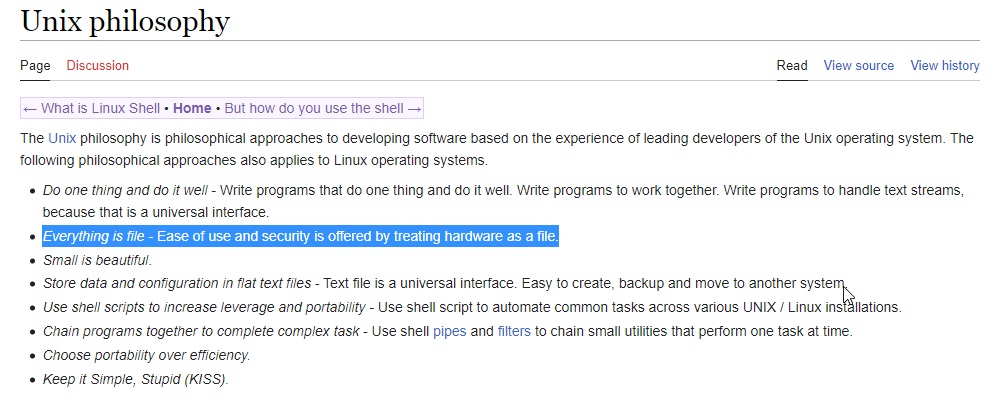 Unix philosophy
Page Discussion Read View source View history
← What is Linux Shell • Home • But how do you use the shell →
The Unix philosophy is philosophical approaches to developing software based on the experience of leading developers of the Unix operating system. The
following philosophical approaches also applies to Linux operating systems.
• Do one thing and do it well - Write programs that do one thing and do it well. Write programs to work together. Write programs to handle text streams,
because that is a universal interface.
• Everything is file - Ease of use and security is offered by treating hardware as a file.
• Small is beautiful.
• Store data and configuration in flat text files - Text file is a universal interface. Easy to create, backup and move to another system.
• Use shell scripts to increase leverage and portability - Use shell script to automate common tasks across various UNIX / Linux installations.
• Chain programs together to complete complex task - Use shell pipes and filters to chain small utilities that perform one task at time.
• Choose portability over efficiency.
• Keep it Simple, Stupid (KISS).